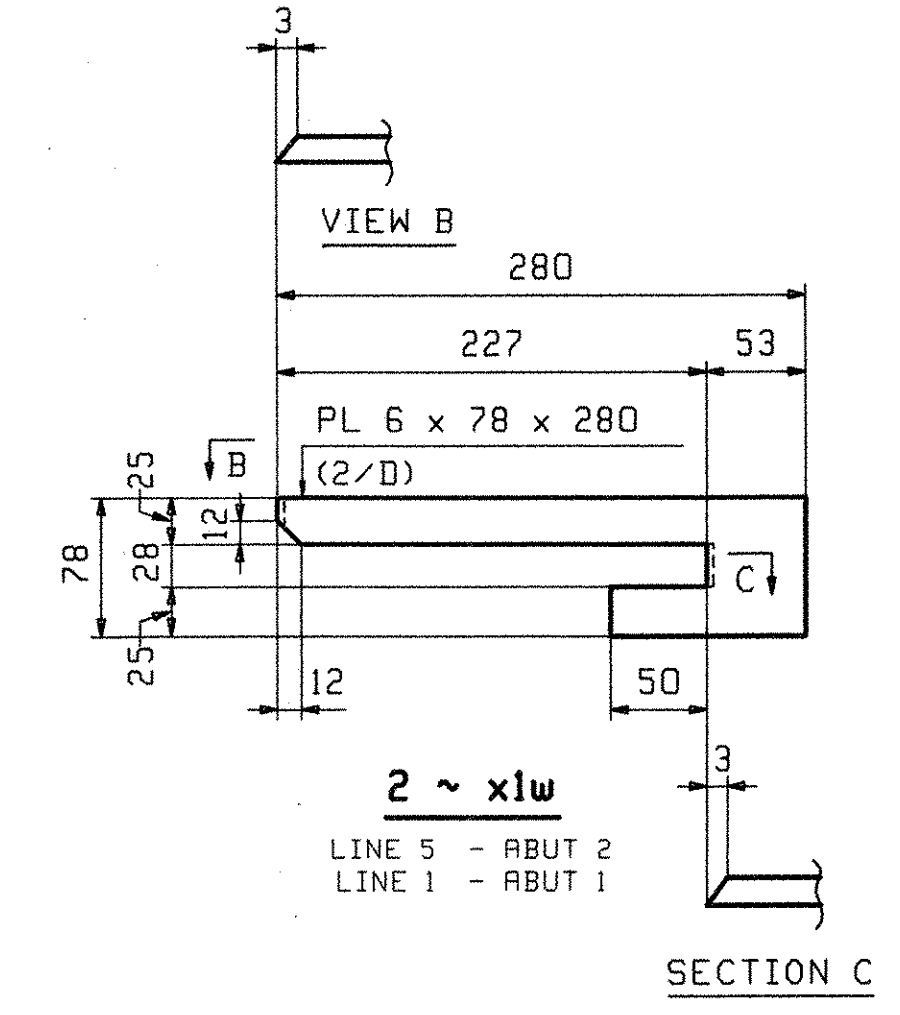 3
VIEW B
280
227
53
PL 6 x 78 x 280
(2/D)
B
25
12
78
28
C
25
12
50
2 ~ x1w
3
LINE 5 - ABUT 2
LINE 1 - ABUT 1
SECTION C